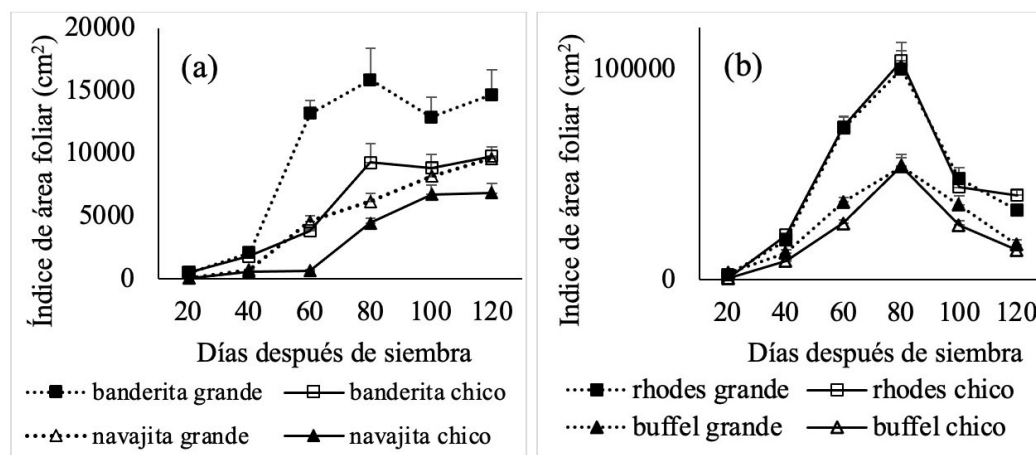 20000
15000
10000
5000
0
(a)
Índice de área foliar (cm²)
20 40 60 80 100 120
Días después de siembra
banderita grande banderita chico
navajita grande navajita chico
100000
0
(b)
Indice de área foliar (cm²)
20 40 60 80 100 120
Días después de siembra
rhodes grande rhodes chico
buffel grande buffel chico